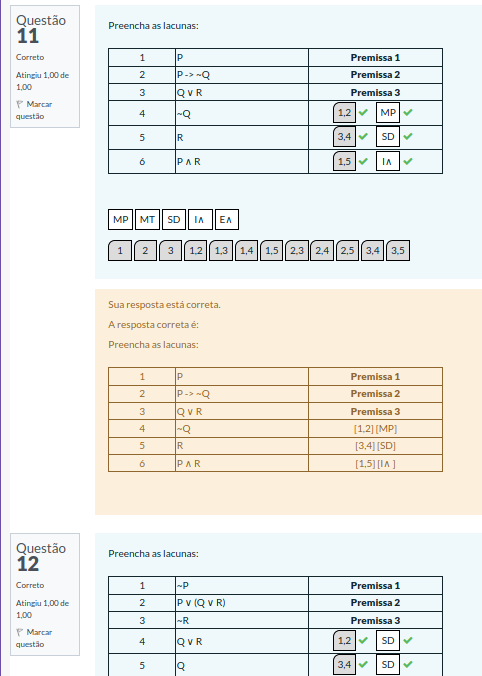 Questão
11
Correto
Atingiu 1,00 de
1,00
Marcar
questão
Preencha as lacunas:
1 P Premissa 1
2 P -> ~Q Premissa 2
3 Q ∨ R Premissa 3
4 ~Q 1,2 MP
5 R 3,4 SD
6 P ∧ R 1,5 I∧
MP MT SD I∧ E∧
1 2 3 1,2 1,3 1,4 1,5 2,3 2,4 2,5 3,4 3,5
Sua resposta está correta.
A resposta correta é:
Preencha as lacunas:
1 P Premissa 1
2 P -> ~Q Premissa 2
3 Q ∨ R Premissa 3
4 ~Q [1,2] [MP]
5 R [3,4] [SD]
6 P ∧ R [1,5] [I∧ ]
Questão
12
Correto
Atingiu 1,00 de
1,00
Marcar
questão
Preencha as lacunas:
1 ~P Premissa 1
2 P ∨ (Q ∨ R) Premissa 2
3 ~R Premissa 3
4 Q ∨ R 1,2 SD
5 Q 3,4 SD